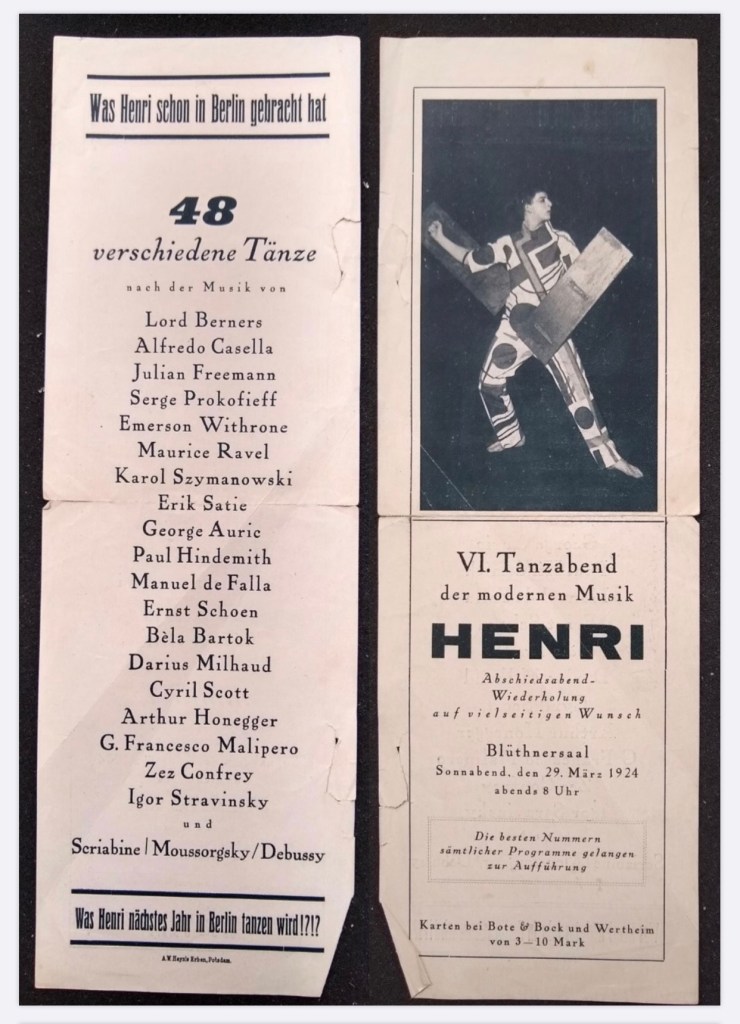 Was Henri schon in Berlin gebracht hat
48
verschiedene Tänze
nach der Musik von
Lord Berners
Alfredo Casella
Julian Freemann
Serge Prokofieff
Emerson Withrone
Maurice Ravel
Karol Szymanowski
Erik Satie
George Auric
Paul Hindemith
Manuel de Falla
Ernst Schoen
Bèla Bartok
Darius Milhaud
Cyril Scott
Arthur Honegger
G. Francesco Malipero
Zez Confrey
Igor Stravinsky
und
Scriabine/Moussorgsky/Debussy
Was Henri nächstes Jahr in Berlin tanzen wird!?!?
A.W. Hayn's Erben, Potsdam.
VI. Tanzabend
der modernen Musik
HENRI
Abschiedsabend-
Wiederholung
auf vielseitigen Wunsch
Blüthnersaal
Sonnabend, den 29. März 1924
abends 8 Uhr
Die besten Nummern
sämtlicher Programme gelangen
zur Aufführung
Karten bei Bote & Bock und Wertheim
von 3—10 Mark